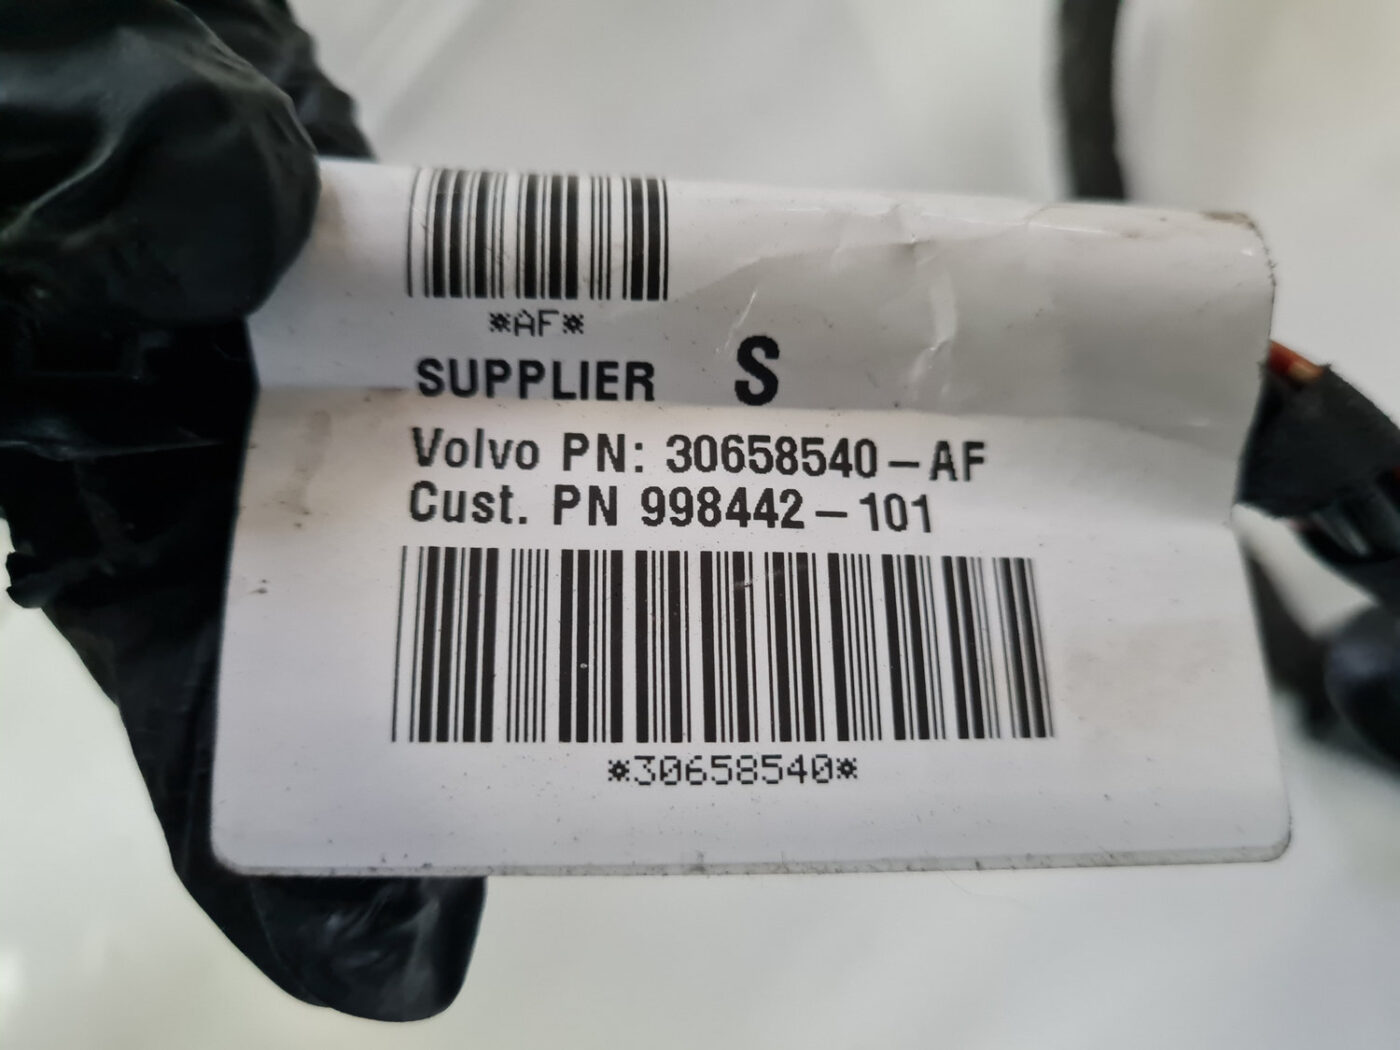 *AF*
SUPPLIER S
Volvo PN: 30658540-AF
Cust. PN 998442-101
*30658540*